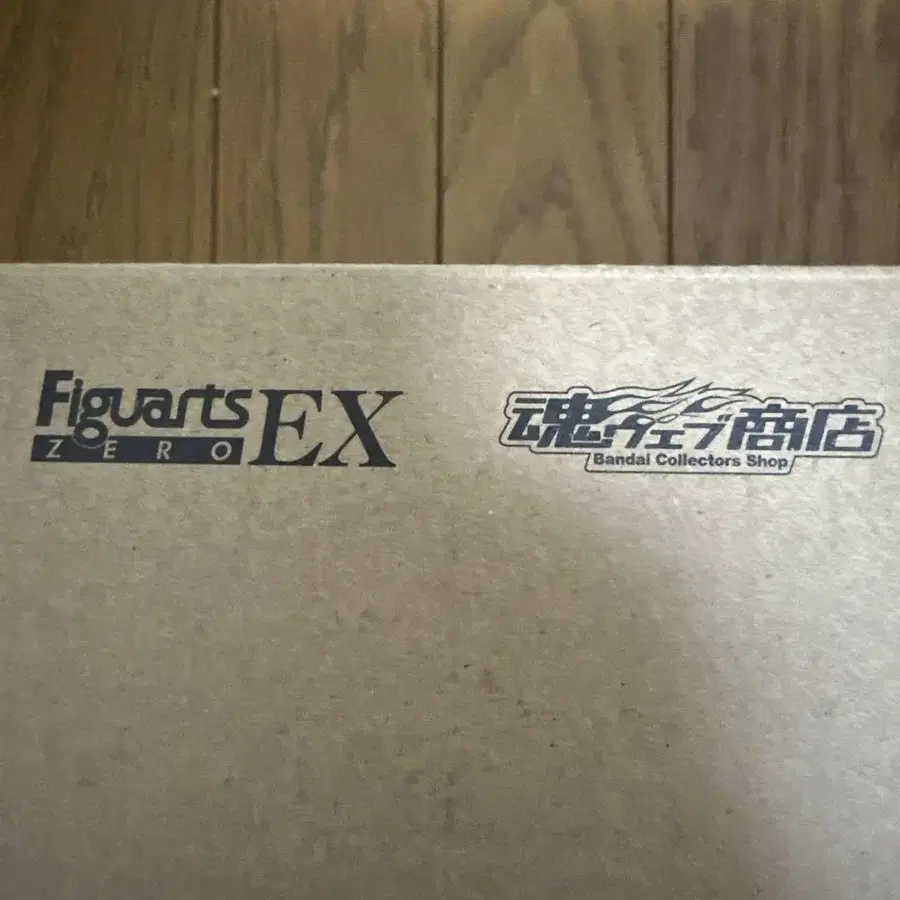 Figuarts
ZERO EX
魂ウェブ商店
Bandai Collectors Shop